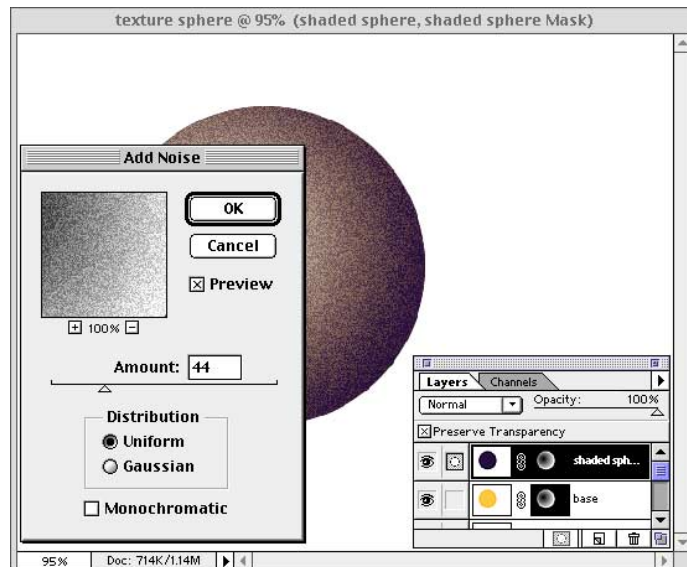 texture sphere @ 95% (shaded sphere, shaded sphere Mask)
Add Noise
OK
Cancel
Preview
100%
Amount: 44
Distribution
Uniform
Gaussian
Monochromatic
Layers Channels
Normal Opacity: 100%
Preserve Transparency
shaded sph...
base
95% Doc: 714K/1.14M